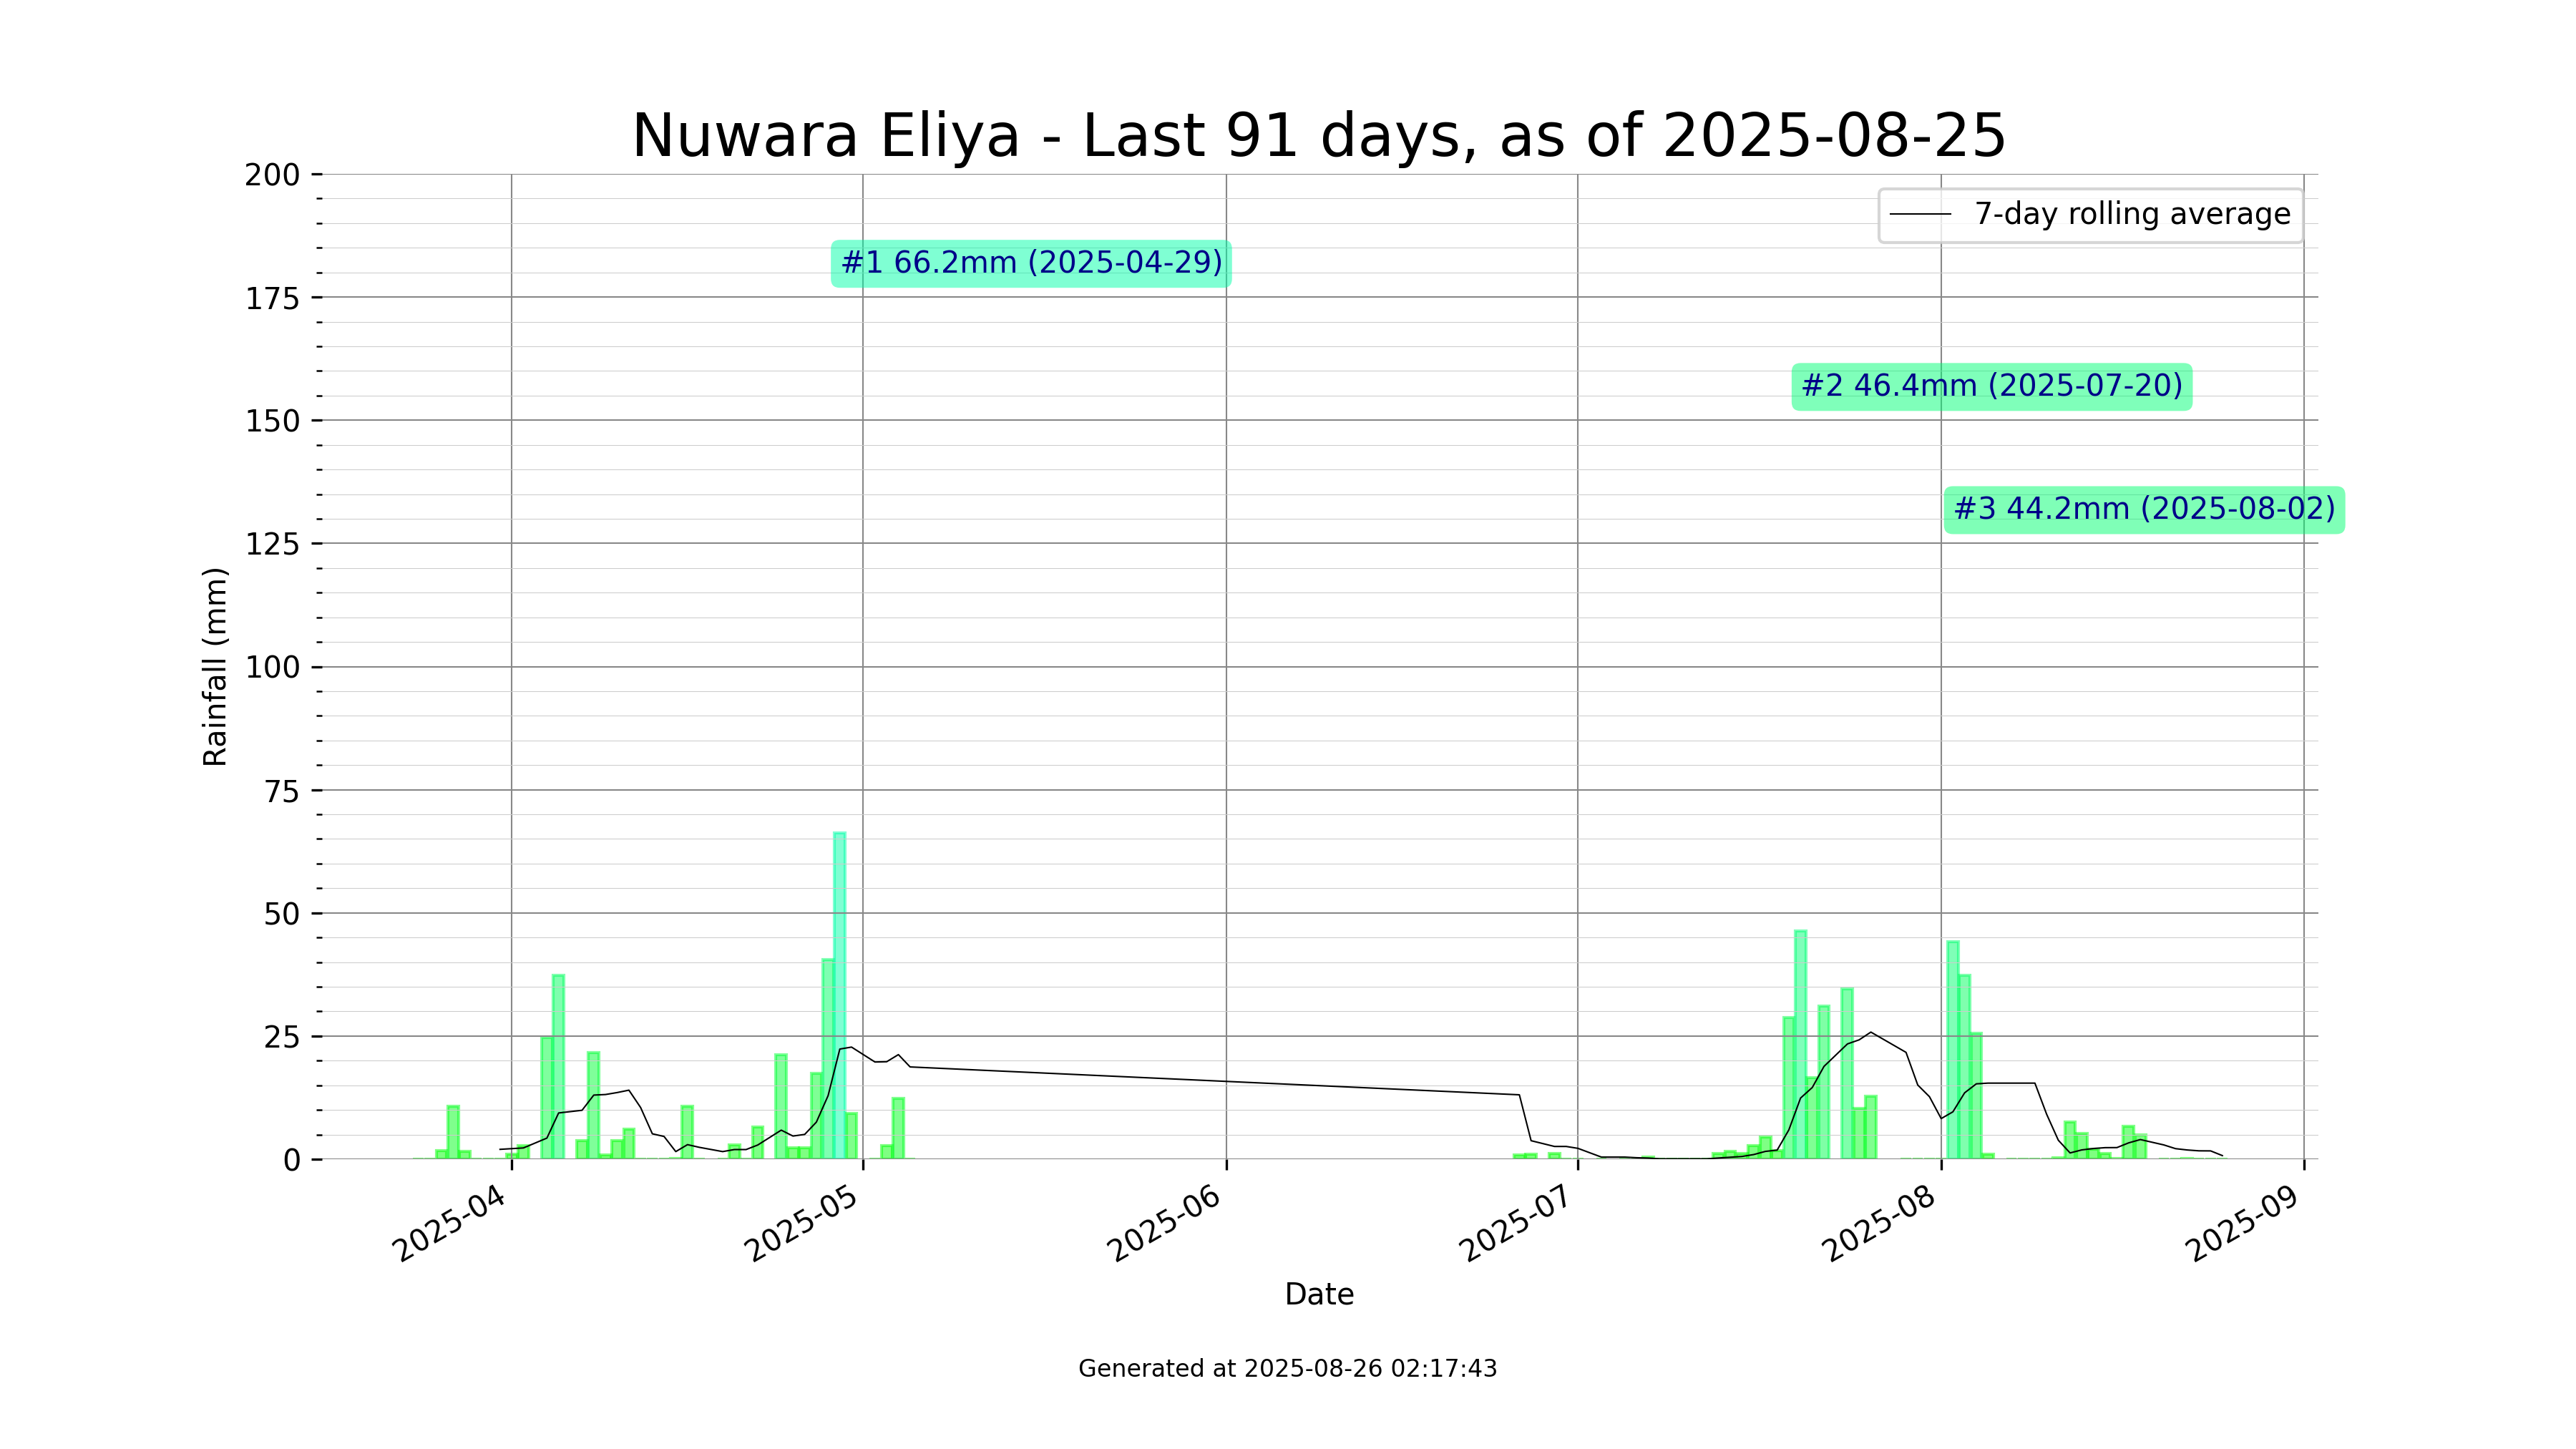 Nuwara Eliya - Last 91 days, as of 2025-08-25
7-day rolling average
#1 66.2mm (2025-04-29)
#2 46.4mm (2025-07-20)
#3 44.2mm (2025-08-02)
Rainfall (mm)
200
175
150
125
100
75
50
25
0
2025-04
2025-05
2025-06
2025-07
2025-08
2025-09
Date
Generated at 2025-08-26 02:17:43